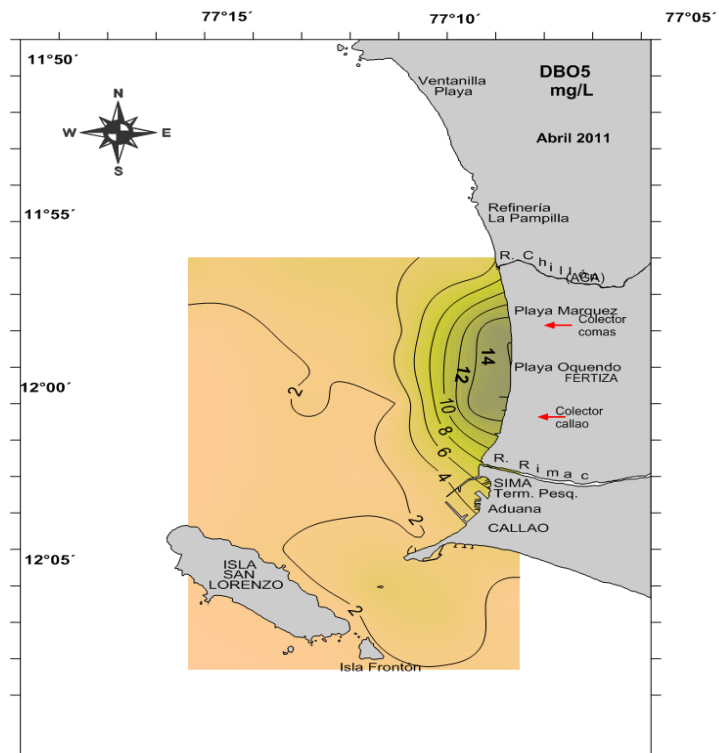 77°15´ 77°10´ 77°05´
11°50´
DBO5
mg/L
Ventanilla
Playa
N
W E
S
Abril 2011
11°55´
Refinería
La Pampilla
R. Chillón
(AGA)
Playa Marquez
Colector
comas
14
12
Playa Oquendo
FERTIZA
12°00´
2
10
Colector
callao
8
6
R. Rimac
4
SIMA
Term. Pesq.
2
Aduana
CALLAO
12°05´
ISLA
SAN
LORENZO
2
Isla Fronton